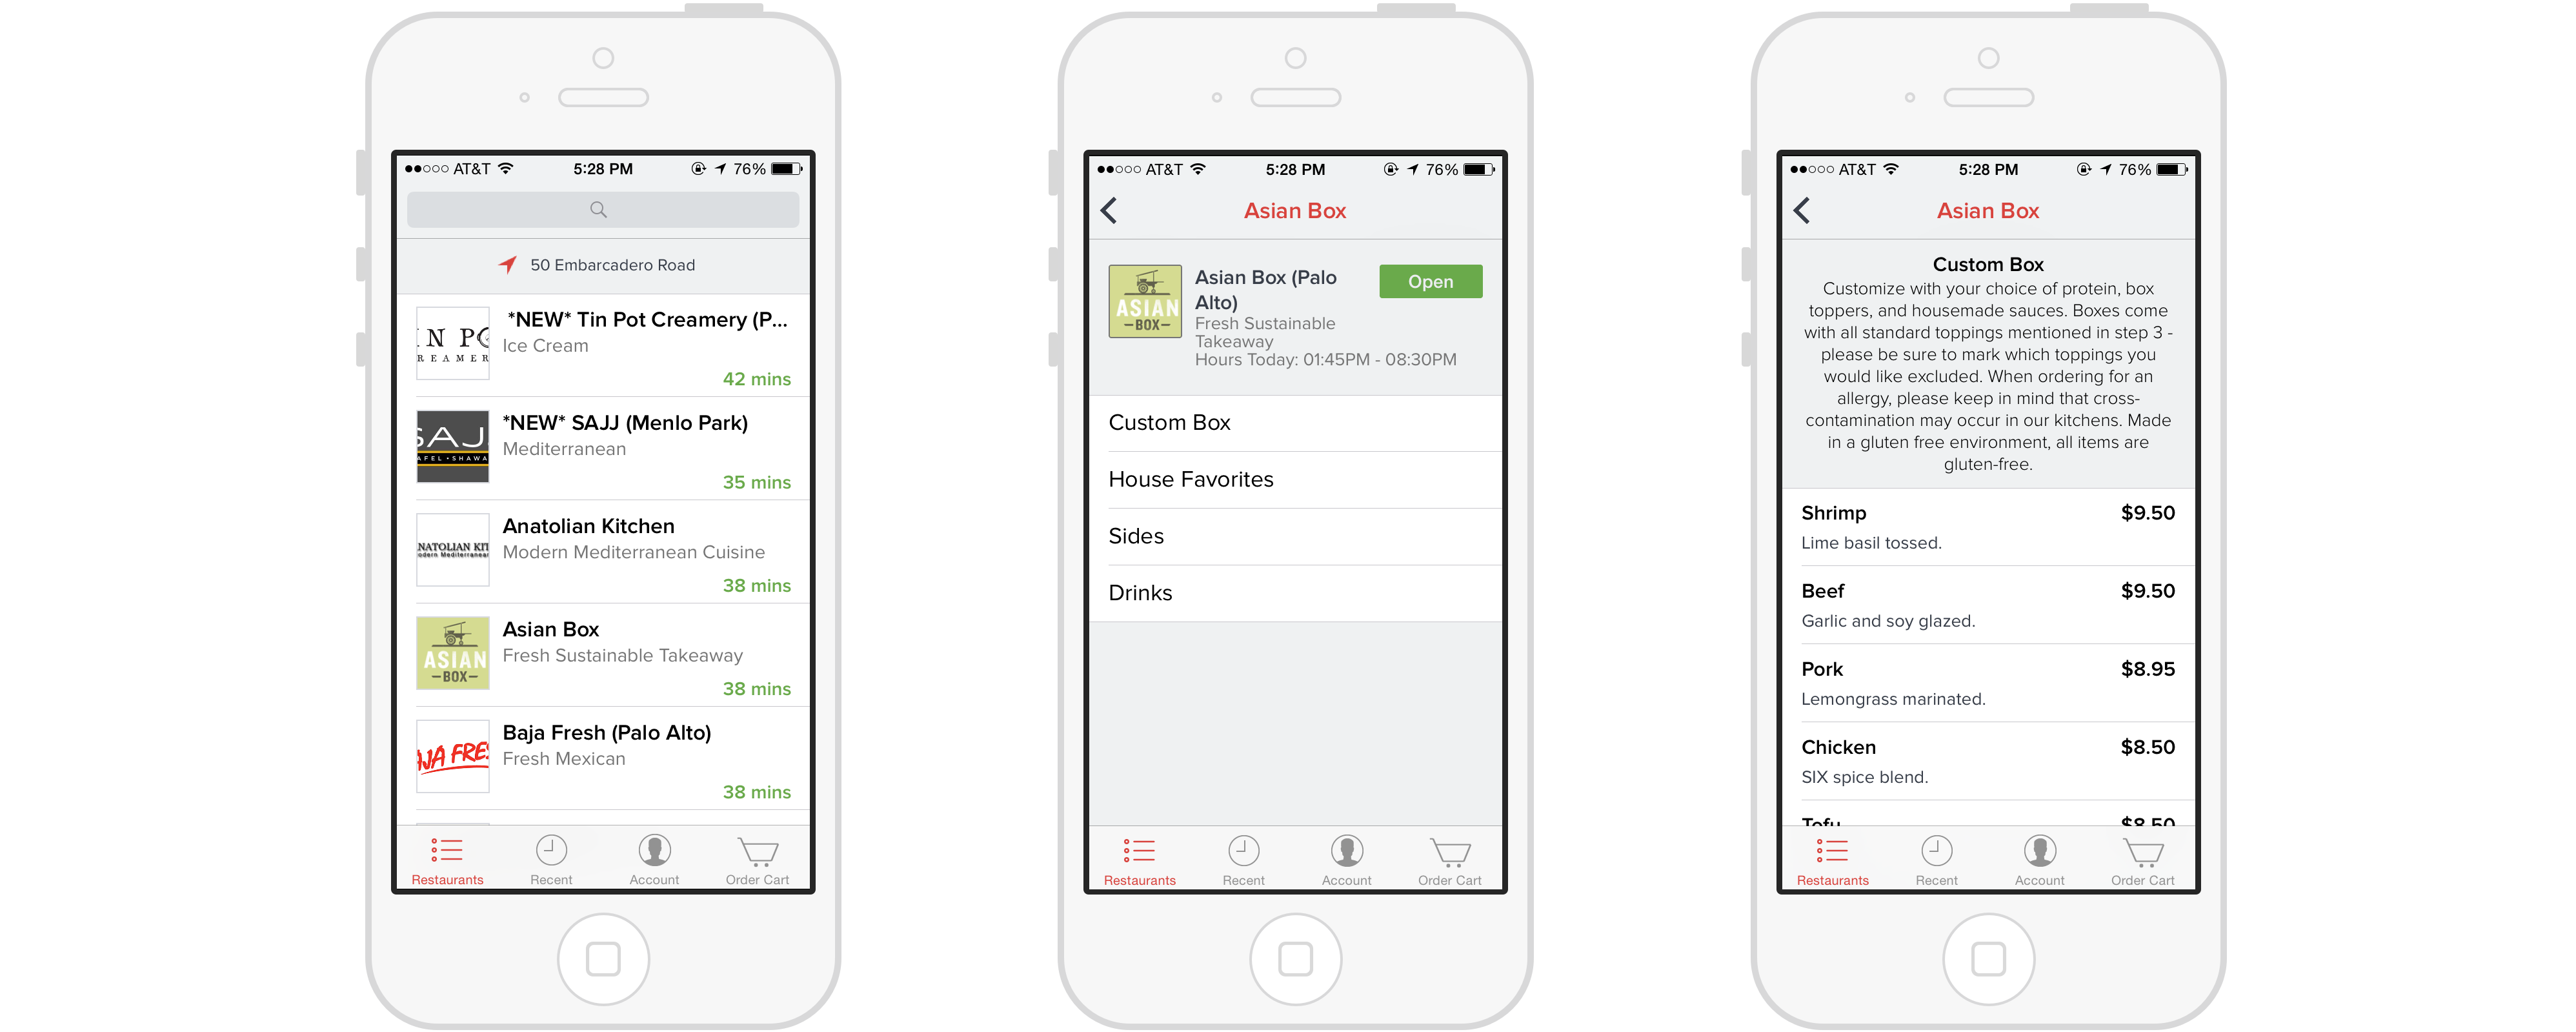 AT&T 5:28 PM 76%
50 Embarcadero Road
IN PO
REAMER
*NEW* Tin Pot Creamery (P...
Ice Cream
42 mins
SAJ
AFEL • SHAWA
*NEW* SAJJ (Menlo Park)
Mediterranean
35 mins
NATOLIAN KIT
odern Mediterranea
Anatolian Kitchen
Modern Mediterranean Cuisine
38 mins
ASIAN
BOX
Asian Box
Fresh Sustainable Takeaway
38 mins
AJA FRES
Baja Fresh (Palo Alto)
Fresh Mexican
38 mins
Restaurants Recent Account Order Cart
AT&T 5:28 PM 76%
Asian Box
ASIAN
BOX
Asian Box (Palo
Alto)
Open
Fresh Sustainable
Takeaway
Hours Today: 01:45PM - 08:30PM
Custom Box
House Favorites
Sides
Drinks
Restaurants Recent Account Order Cart
AT&T 5:28 PM 76%
Asian Box
Custom Box
Customize with your choice of protein, box
toppers, and housemade sauces. Boxes come
with all standard toppings mentioned in step 3 -
please be sure to mark which toppings you
would like excluded. When ordering for an
allergy, please keep in mind that cross-
contamination may occur in our kitchens. Made
in a gluten free environment, all items are
gluten-free.
Shrimp $9.50
Lime basil tossed.
Beef $9.50
Garlic and soy glazed.
Pork $8.95
Lemongrass marinated.
Chicken $8.50
SIX spice blend.
Tofu $8.50
Restaurants Recent Account Order Cart